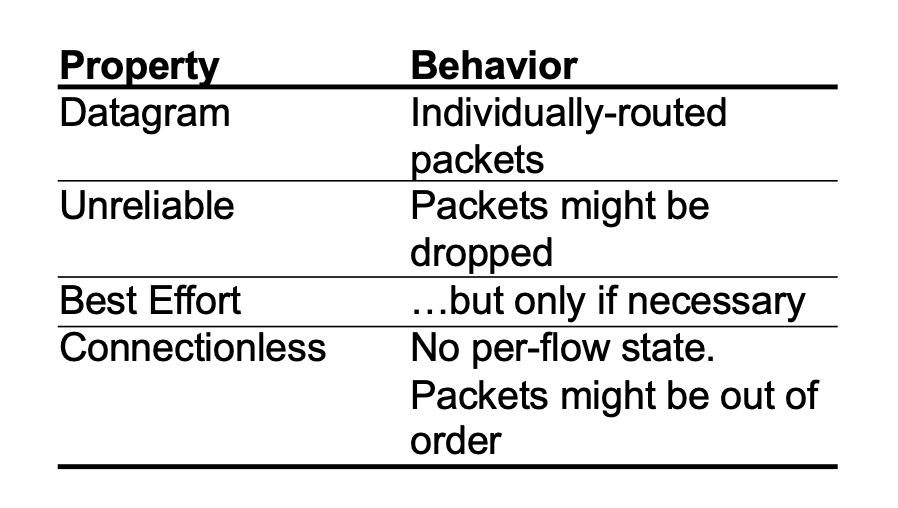 Property Behavior
Datagram Individually-routed
packets
Unreliable Packets might be
dropped
Best Effort …but only if necessary
Connectionless No per-flow state.
Packets might be out of
order